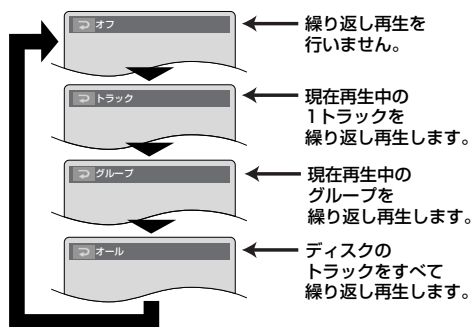 オフ
繰り返し再生を
行いません。
トラック
現在再生中の
1トラックを
繰り返し再生します。
グループ
現在再生中の
グループを
繰り返し再生します。
オール
ディスクの
トラックをすべて
繰り返し再生します。